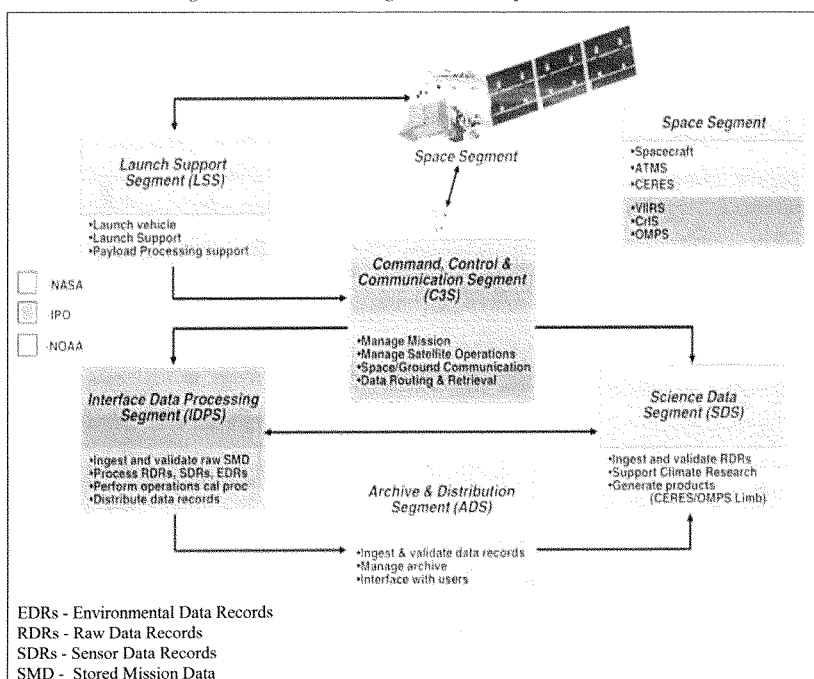 Space Segment
Launch Support
Segment (LSS)
•Launch vehicle
•Launch Support
•Payload Processing support
Space Segment
•Spacecraft
•ATMS
•CERES
•VIIRS
•CrIS
•OMPS
NASA
IPO
NOAA
Command, Control &
Communication Segment
(C3S)
•Manage Mission
•Manage Satellite Operations
•Space/Ground Communication
•Data Routing & Retrieval
Interface Data Processing
Segment (IDPS)
•Ingest and validate raw SMD
•Process RDRs, SDRs, EDRs
•Perform operations cal proc
•Distribute data records
Science Data
Segment (SDS)
•Ingest and validate RDRs
•Support Climate Research
•Generate products
(CERES/OMPS Limb)
Archive & Distribution
Segment (ADS)
•Ingest & validate data records
•Manage archive
•Interface with users
EDRs - Environmental Data Records
RDRs - Raw Data Records
SDRs - Sensor Data Records
SMD - Stored Mission Data